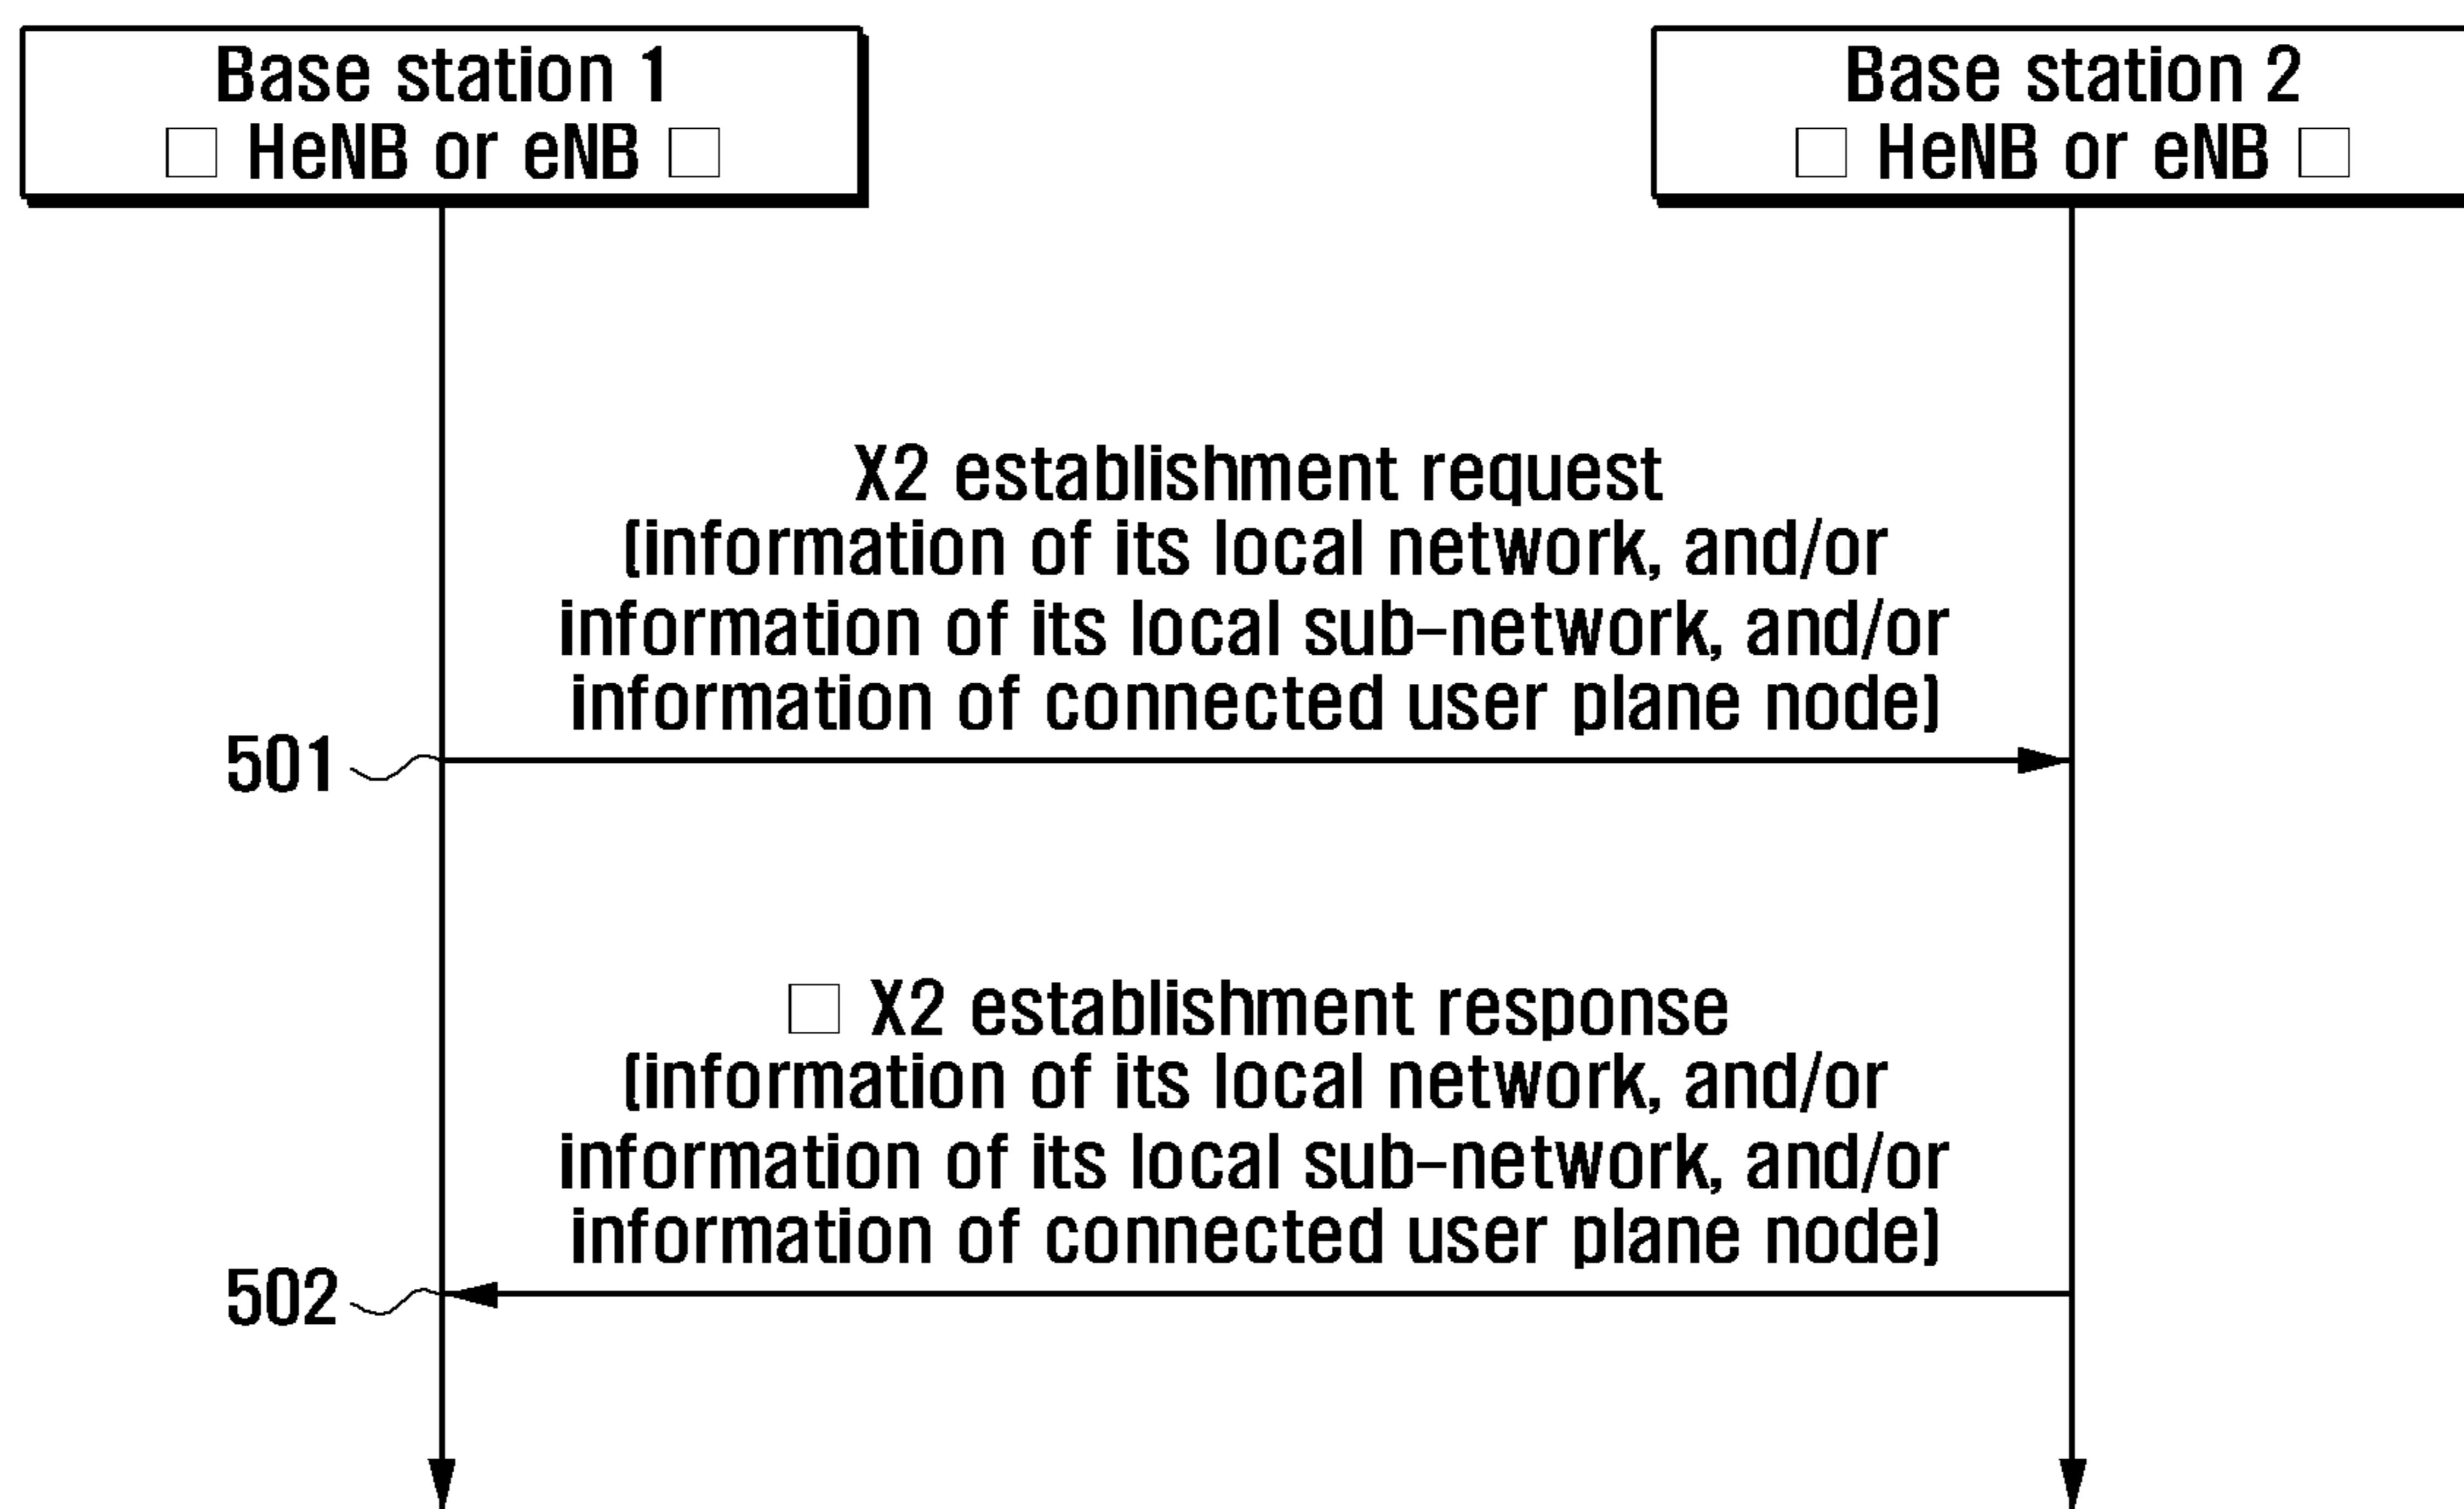 Base station 1
□ HeNB or eNB □
Base station 2
□ HeNB or eNB □
X2 establishment request
(information of its local network, and/or
information of its local sub-network, and/or
information of connected user plane node)
501
□ X2 establishment response
(information of its local network, and/or
information of its local sub-network, and/or
information of connected user plane node)
502